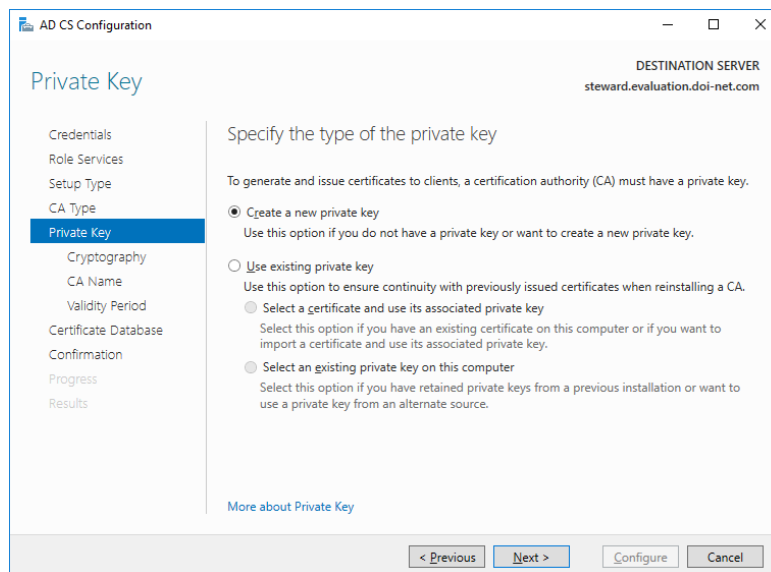 AD CS Configuration
DESTINATION SERVER
steward.evaluation.doi-net.com
Private Key
Credentials
Role Services
Setup Type
CA Type
Private Key
Cryptography
CA Name
Validity Period
Certificate Database
Confirmation
Progress
Results
Specify the type of the private key
To generate and issue certificates to clients, a certification authority (CA) must have a private key.
Create a new private key
Use this option if you do not have a private key or want to create a new private key.
Use existing private key
Use this option to ensure continuity with previously issued certificates when reinstalling a CA.
Select a certificate and use its associated private key
Select this option if you have an existing certificate on this computer or if you want to
import a certificate and use its associated private key.
Select an existing private key on this computer
Select this option if you have retained private keys from a previous installation or want to
use a private key from an alternate source.
More about Private Key
< Previous
Next >
Configure
Cancel